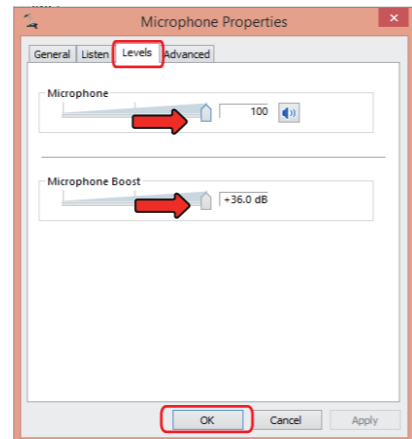 Microphone Properties
General Listen Levels Advanced
Microphone
100
Microphone Boost
+36.0 dB
OK Cancel Apply